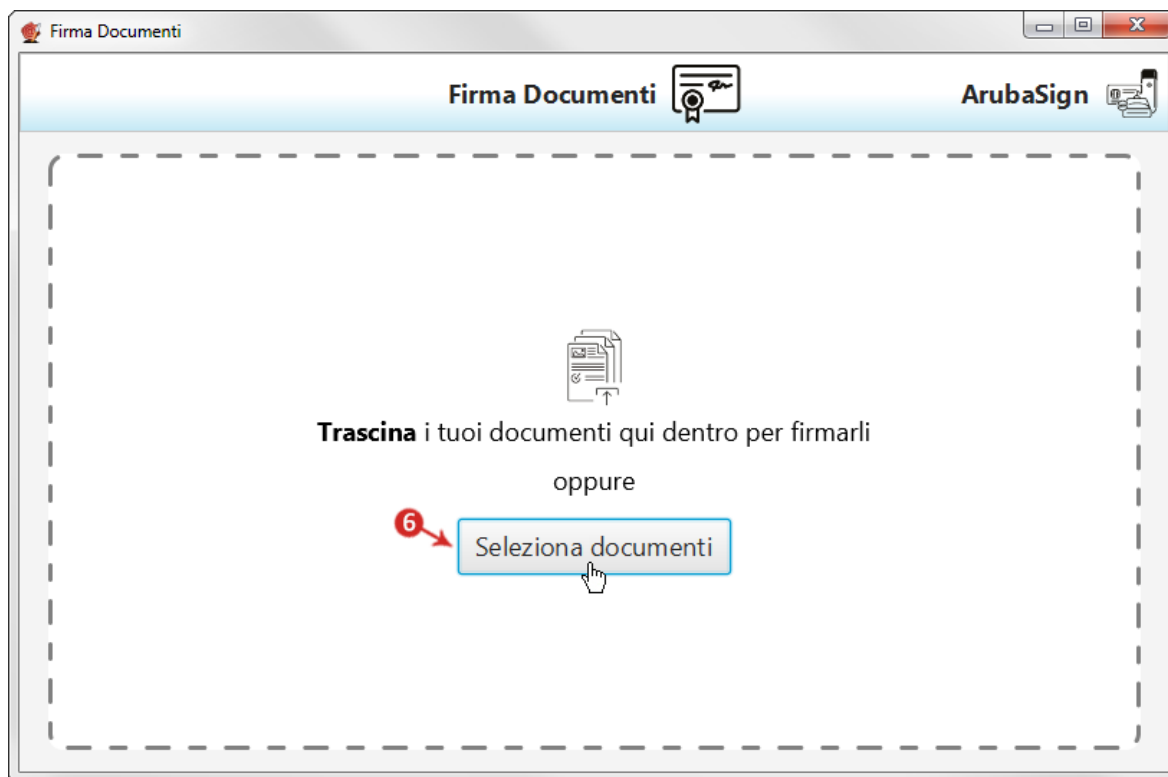 Firma Documenti
Firma Documenti
ArubaSign
Trascina i tuoi documenti qui dentro per firmarli
oppure
6
Seleziona documenti